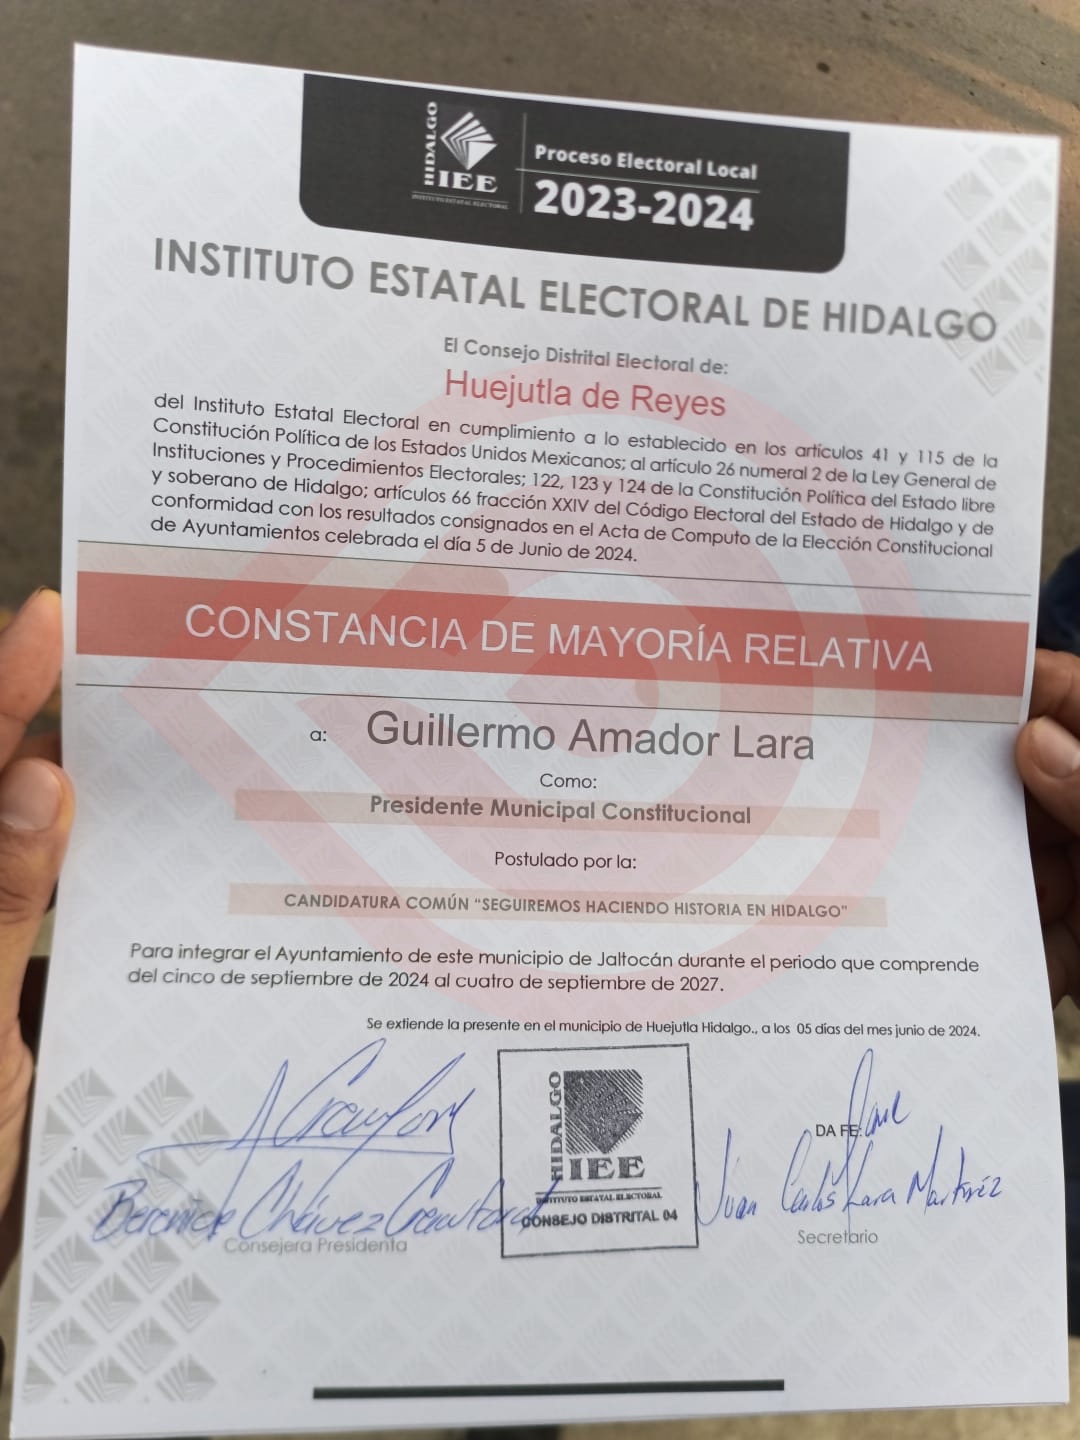 HIDALGO
IEE
INSTITUTO ESTATAL ELECTORAL
Proceso Electoral Local
2023-2024
INSTITUTO ESTATAL ELECTORAL DE HIDALGO
El Consejo Distrital Electoral de:
Huejutla de Reyes
del Instituto Estatal Electoral en cumplimiento a lo establecido en los artículos 41 y 115 de la
Constitución Política de los Estados Unidos Mexicanos; al artículo 26 numeral 2 de la Ley General de
Instituciones y Procedimientos Electorales; 122, 123 y 124 de la Constitución Política del Estado libre
y soberano de Hidalgo; artículos 66 fracción XXIV del Código Electoral del Estado de Hidalgo y de
conformidad con los resultados consignados en el Acta de Computo de la Elección Constitucional
de Ayuntamientos celebrada el día 5 de Junio de 2024.
CONSTANCIA DE MAYORÍA RELATIVA
a: Guillermo Amador Lara
Como:
Presidente Municipal Constitucional
Postulado por la:
CANDIDATURA COMÚN "SEGUIREMOS HACIENDO HISTORIA EN HIDALGO"
Para integrar el Ayuntamiento de este municipio de Jaltocán durante el periodo que comprende
del cinco de septiembre de 2024 al cuatro de septiembre de 2027.
Se extiende la presente en el municipio de Huejutla Hidalgo., a los 05 días del mes junio de 2024.
Berenice Chávez Crawford
Consejera Presidenta
HIDALGO
IEE
INSTITUTO ESTATAL ELECTORAL
CONSEJO DISTRITAL 04
DA FE:
Juan Carlos Lara Martínez
Secretario